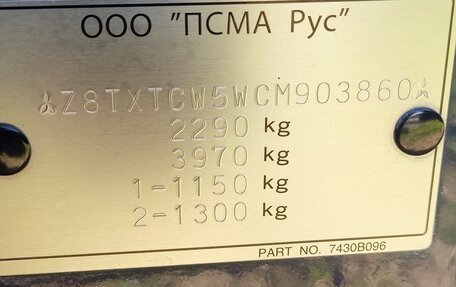 ООО "ПСМА Рус"
Z8TXTCW5WCM903860
2290 kg
3970 kg
1-1150 kg
2-1300 kg
PART NO. 7430B096